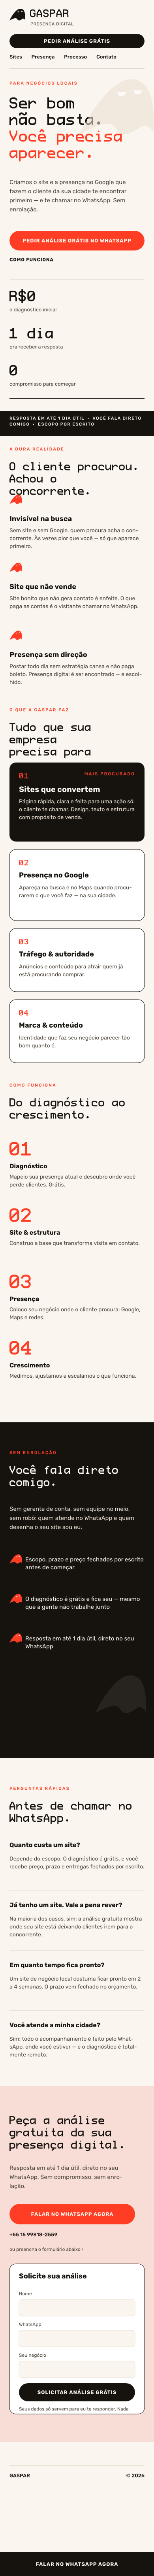 GASPAR
PRESENÇA DIGITAL
PEDIR ANÁLISE GRÁTIS
Sites Presença Processo Contato
PARA NEGÓCIOS LOCAIS
Ser bom
não basta.
Você precisa
aparecer.
Criamos o site e a presença no Google que
fazem o cliente da sua cidade te encontrar
primeiro — e te chamar no WhatsApp. Sem
enrolação.
PEDIR ANÁLISE GRÁTIS NO WHATSAPP
COMO FUNCIONA
R$0
o diagnóstico inicial
1 dia
pra receber a resposta
0
compromisso para começar
RESPOSTA EM ATÉ 1 DIA ÚTIL • VOCÊ FALA DIRETO
COMIGO • ESCOPO POR ESCRITO
A DURA REALIDADE
O cliente procurou.
Achou o
concorrente.
Invisível na busca
Sem site e sem Google, quem procura acha o con-
corrente. Às vezes pior que você — só que aparece
primeiro.
Site que não vende
Site bonito que não gera contato é enfeite. O que
paga as contas é o visitante chamar no WhatsApp.
Presença sem direção
Postar todo dia sem estratégia cansa e não paga
boleto. Presença digital é ser encontrado — e escol-
hido.
O QUE A GASPAR FAZ
Tudo que sua
empresa
precisa para
01 MAIS PROCURADO
Sites que convertem
Página rápida, clara e feita para uma ação só:
o cliente te chamar. Design, texto e estrutura
com propósito de venda.
02
Presença no Google
Apareça na busca e no Maps quando procu-
rarem o que você faz — na sua cidade.
03
Tráfego & autoridade
Anúncios e conteúdo para atrair quem já
está procurando comprar.
04
Marca & conteúdo
Identidade que faz seu negócio parecer tão
bom quanto é.
COMO FUNCIONA
Do diagnóstico ao
crescimento.
01
Diagnóstico
Mapeio sua presença atual e descubro onde você
perde clientes. Grátis.
02
Site & estrutura
Construo a base que transforma visita em contato.
03
Presença
Coloco seu negócio onde o cliente procura: Google,
Maps e redes.
04
Crescimento
Medimos, ajustamos e escalamos o que funciona.
SEM ENROLAÇÃO
Você fala direto
comigo.
Sem gerente de conta, sem equipe no meio,
sem robô: quem atende no WhatsApp e quem
desenha o seu site sou eu.
Escopo, prazo e preço fechados por escrito
antes de começar
O diagnóstico é grátis e fica seu — mesmo
que a gente não trabalhe junto
Resposta em até 1 dia útil, direto no seu
WhatsApp
PERGUNTAS RÁPIDAS
Antes de chamar no
WhatsApp.
Quanto custa um site?
Depende do escopo. O diagnóstico é grátis, e você
recebe preço, prazo e entregas fechados por escrito.
Já tenho um site. Vale a pena rever?
Na maioria dos casos, sim: a análise gratuita mostra
onde seu site está deixando clientes irem para o
concorrente.
Em quanto tempo fica pronto?
Um site de negócio local costuma ficar pronto em 2
a 4 semanas. O prazo vem fechado no orçamento.
Você atende a minha cidade?
Sim: todo o acompanhamento é feito pelo What-
sApp, onde você estiver — e o diagnóstico é total-
mente remoto.
Peça a análise
gratuita da sua
presença digital.
Resposta em até 1 dia útil, direto no seu
WhatsApp. Sem compromisso, sem enro-
lação.
FALAR NO WHATSAPP AGORA
+55 15 99818-2559
ou preencha o formulário abaixo ›
Solicite sua análise
Nome
WhatsApp
Seu negócio
SOLICITAR ANÁLISE GRÁTIS
Seus dados só servem para eu te responder. Nada
GASPAR © 2026
FALAR NO WHATSAPP AGORA